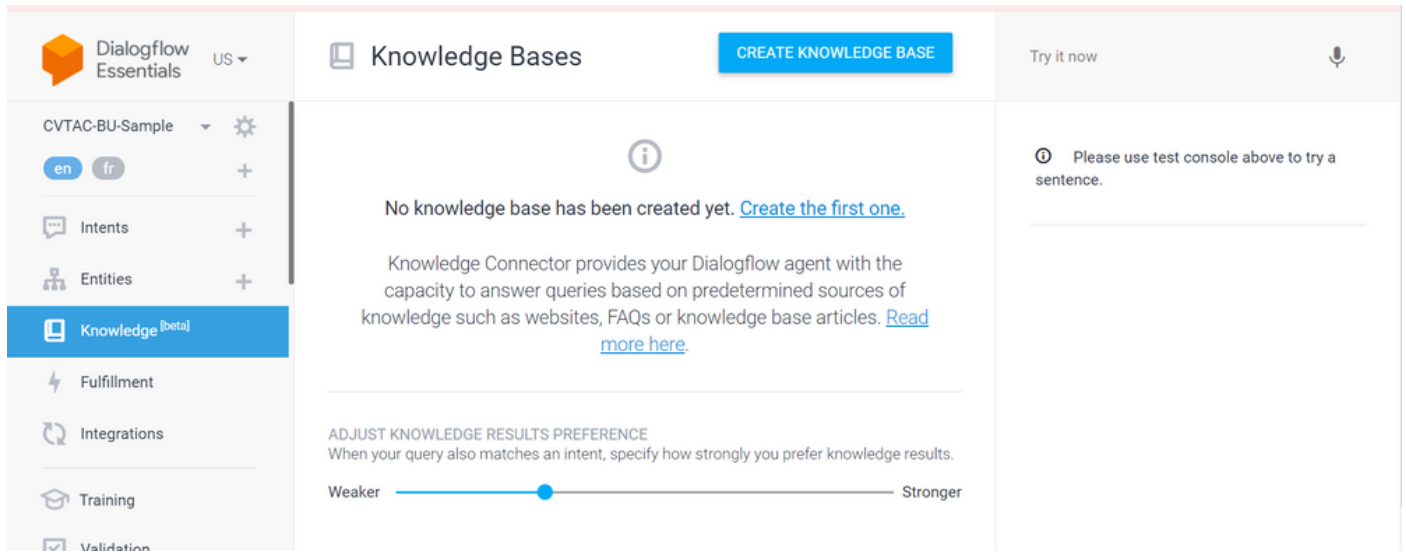 Dialogflow
Essentials
US
CVTAC-BU-Sample
en
fr
Intents
Entities
Knowledge [beta]
Fulfillment
Integrations
Training
Validation
Knowledge Bases
CREATE KNOWLEDGE BASE
No knowledge base has been created yet. Create the first one.
Knowledge Connector provides your Dialogflow agent with the
capacity to answer queries based on predetermined sources of
knowledge such as websites, FAQs or knowledge base articles. Read
more here.
ADJUST KNOWLEDGE RESULTS PREFERENCE
When your query also matches an intent, specify how strongly you prefer knowledge results.
Weaker
Stronger
Try it now
Please use test console above to try a
sentence.